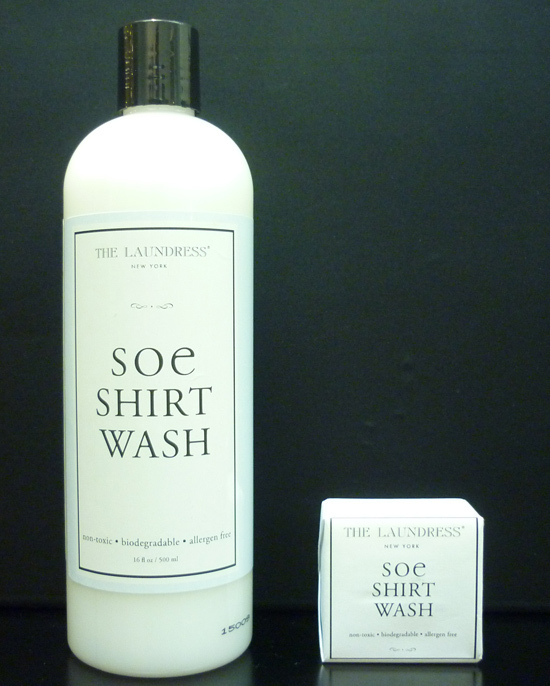 THE LAUNDRESS®
NEW YORK
soe
SHIRT
WASH
non-toxic • biodegradable • allergen free
16 fl oz / 500 ml
15009
THE LAUNDRESS®
NEW YORK
soe
SHIRT
WASH
non-toxic • biodegradable • allergen free